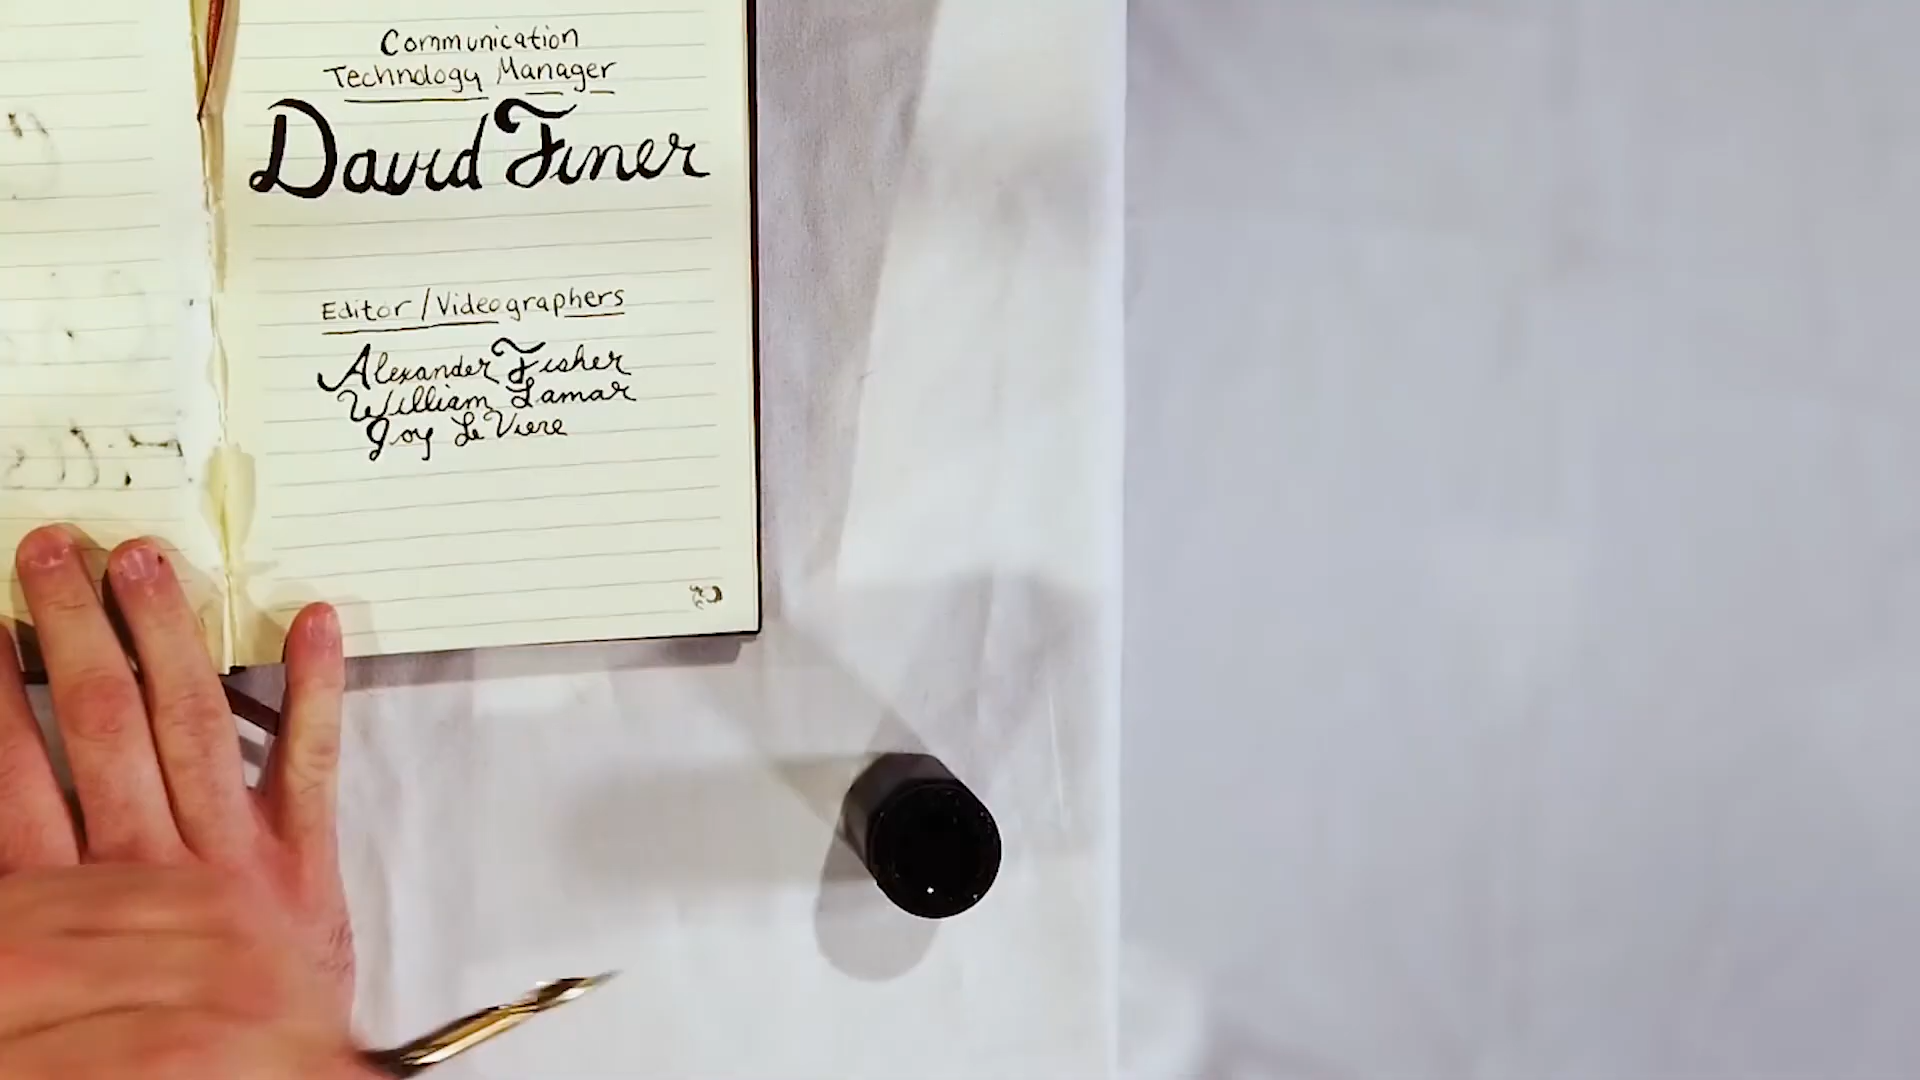 Communication
Technology Manager
David Finer
Editor/Videographers
Alexander Fisher
William Lamar
Joy LeViere